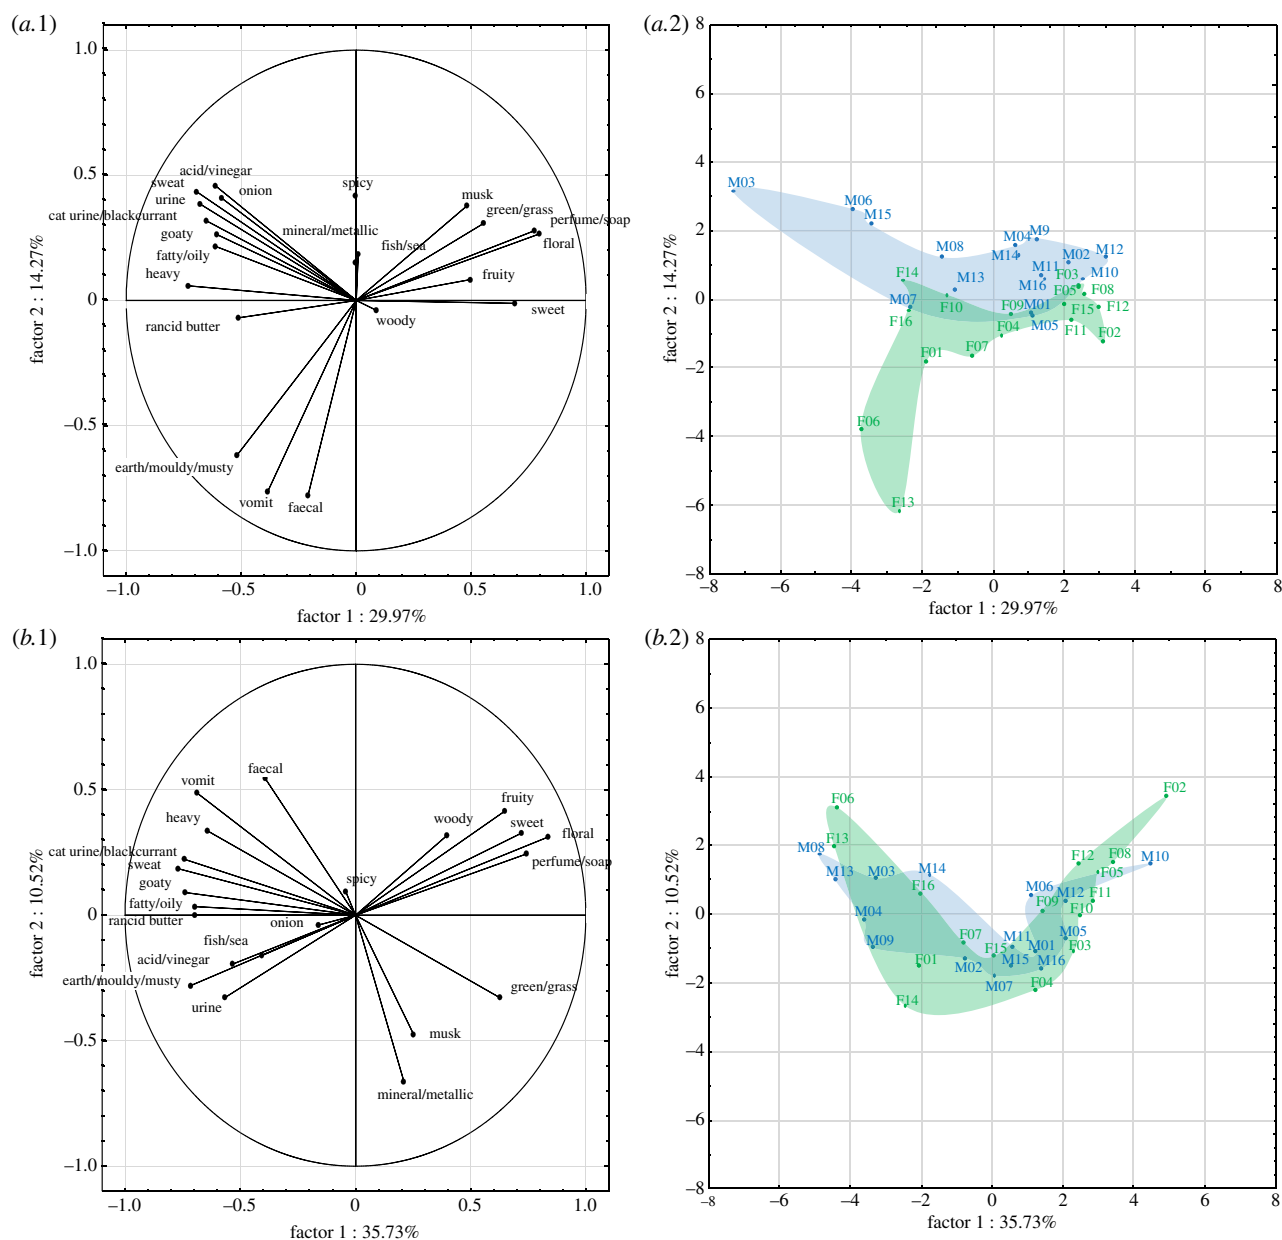 (a.1)
1.0
0.5
0
–0.5
–1.0
factor 2 : 14.27%
acid/vinegar
sweat
onion
urine
cat urine/blackcurrant
goaty
fatty/oily
heavy
rancid butter
spicy
mineral/metallic
fish/sea
musk
green/grass
perfume/soap
floral
fruity
sweet
woody
earth/mouldy/musty
vomit
faecal
–1.0
–0.5
0
0.5
1.0
factor 1 : 29.97%
(a.2)
8
6
4
2
0
–2
–4
–6
–8
factor 2 : 14.27%
M03
M06
M15
M08
M04
M9
M14
M02
M12
M11
F03
M10
F14
M13
M16
F05
F08
M07
F10
F09
M01
F15
F12
F16
F04
M05
F11
F02
F01
F07
F06
F13
–8
–6
–4
–2
0
2
4
6
8
factor 1 : 29.97%
(b.1)
1.0
0.5
0
–0.5
–1.0
factor 2 : 10.52%
faecal
vomit
heavy
cat urine/blackcurrant
sweat
goaty
fatty/oily
rancid butter
spicy
onion
fish/sea
acid/vinegar
earth/mouldy/musty
urine
fruity
woody
sweet
floral
perfume/soap
green/grass
musk
mineral/metallic
–1.0
–0.5
0
0.5
1.0
factor 1 : 35.73%
(b.2)
8
6
4
2
0
–2
–4
–6
–8
factor 2 : 10.52%
F06
F02
F13
M08
M13
M03
M14
F16
F12
F08
M10
F05
M06
M12
F11
M04
F09
F10
M09
F07
M11
M05
F01
M02
F15
M01
F03
M15
M16
M07
F04
F14
–8
–6
–4
–2
0
2
4
6
8
factor 1 : 35.73%